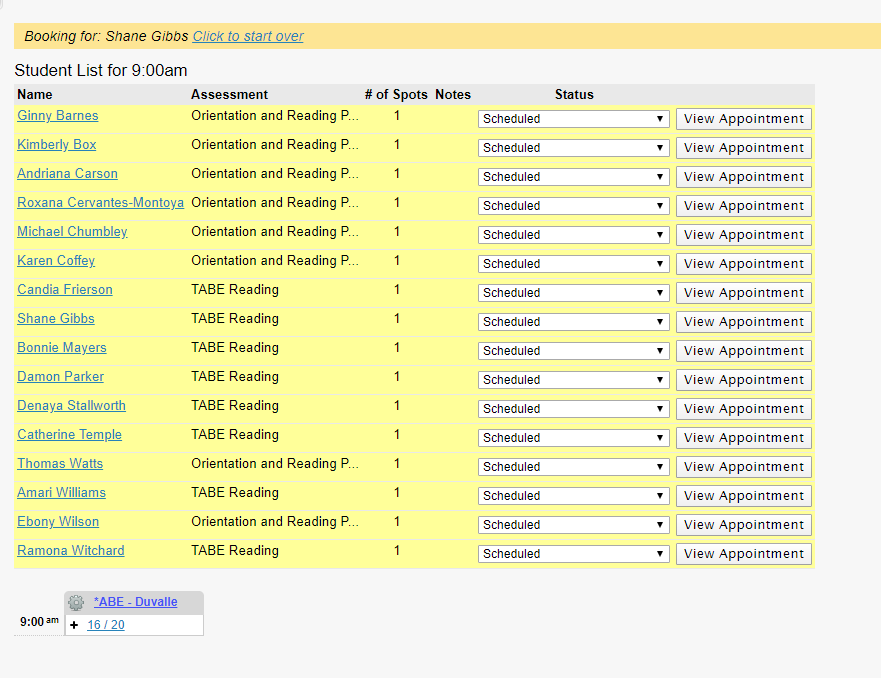 Booking for: Shane Gibbs Click to start over
Student List for 9:00am
Name Assessment # of Spots Notes Status
Ginny Barnes Orientation and Reading P... 1 Scheduled View Appointment
Kimberly Box Orientation and Reading P... 1 Scheduled View Appointment
Andriana Carson Orientation and Reading P... 1 Scheduled View Appointment
Roxana Cervantes-Montoya Orientation and Reading P... 1 Scheduled View Appointment
Michael Chumbley Orientation and Reading P... 1 Scheduled View Appointment
Karen Coffey Orientation and Reading P... 1 Scheduled View Appointment
Candia Frierson TABE Reading 1 Scheduled View Appointment
Shane Gibbs TABE Reading 1 Scheduled View Appointment
Bonnie Mayers TABE Reading 1 Scheduled View Appointment
Damon Parker TABE Reading 1 Scheduled View Appointment
Denaya Stallworth TABE Reading 1 Scheduled View Appointment
Catherine Temple TABE Reading 1 Scheduled View Appointment
Thomas Watts Orientation and Reading P... 1 Scheduled View Appointment
Amari Williams TABE Reading 1 Scheduled View Appointment
Ebony Wilson Orientation and Reading P... 1 Scheduled View Appointment
Ramona Witchard TABE Reading 1 Scheduled View Appointment
*ABE - Duvalle
9:00 am + 16 / 20